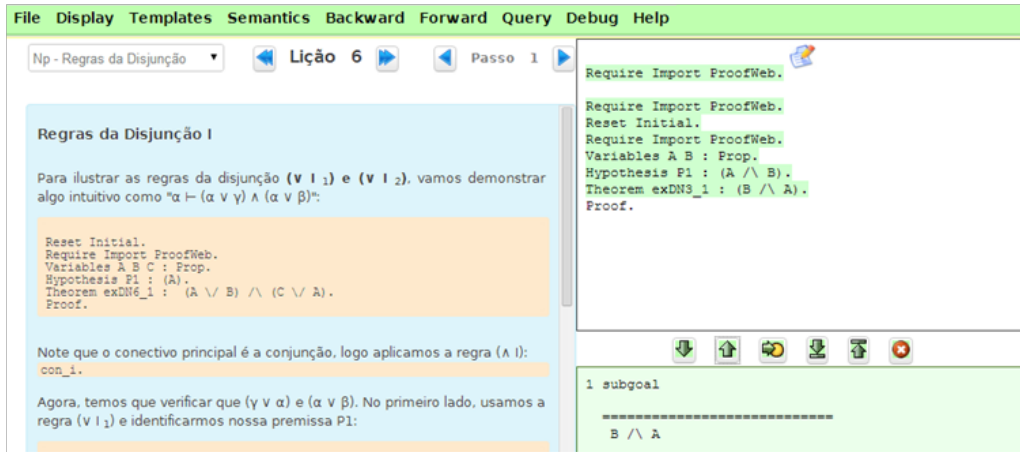 File Display Templates Semantics Backward Forward Query Debug Help
Np - Regras da Disjunção
Lição 6
Passo 1
Regras da Disjunção I
Para ilustrar as regras da disjunção (∨ I 1) e (∨ I 2), vamos demonstrar
algo intuitivo como "α ⊢ (α ∨ γ) ∧ (α ∨ β)":
Reset Initial.
Require Import ProofWeb.
Variables A B C : Prop.
Hypothesis P1 : (A).
Theorem exDN6_1 : (A \/ B) /\ (C \/ A).
Proof.
Note que o conectivo principal é a conjunção, logo aplicamos a regra (∧ I):
con_i.
Agora, temos que verificar que (γ ∨ α) e (α ∨ β). No primeiro lado, usamos a
regra (∨ I 1) e identificarmos nossa premissa P1:
Require Import ProofWeb.
Require Import ProofWeb.
Reset Initial.
Require Import ProofWeb.
Variables A B : Prop.
Hypothesis P1 : (A /\ B).
Theorem exDN3_1 : (B /\ A).
Proof.
1 subgoal
============================
B /\ A